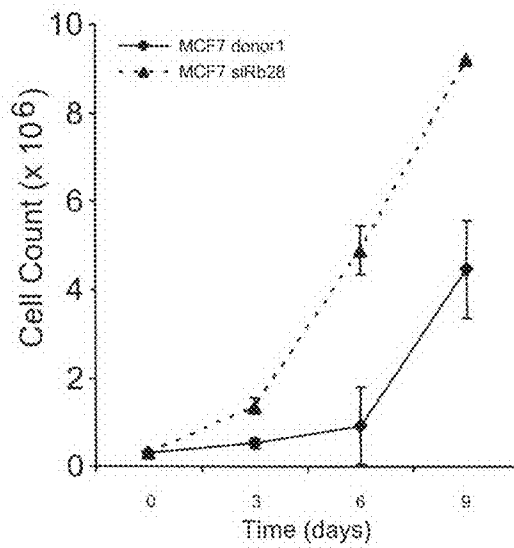 10
MCF7 donor1
MCF7 siRb28
8
6
4
2
0
Cell Count (x 10⁶)
0 3 6 9
Time (days)